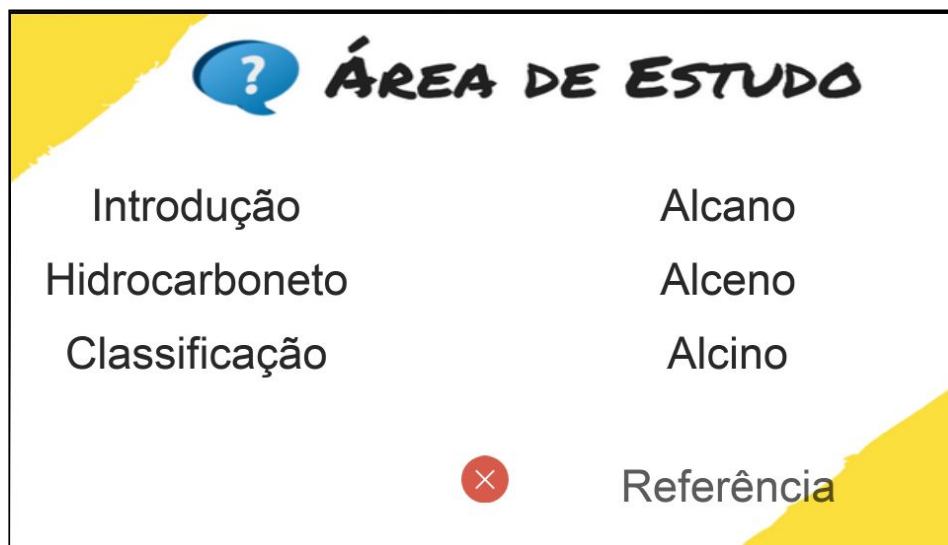 ? Área de Estudo
Introdução
Hidrocarboneto
Classificação
Alcano
Alceno
Alcino
Referência